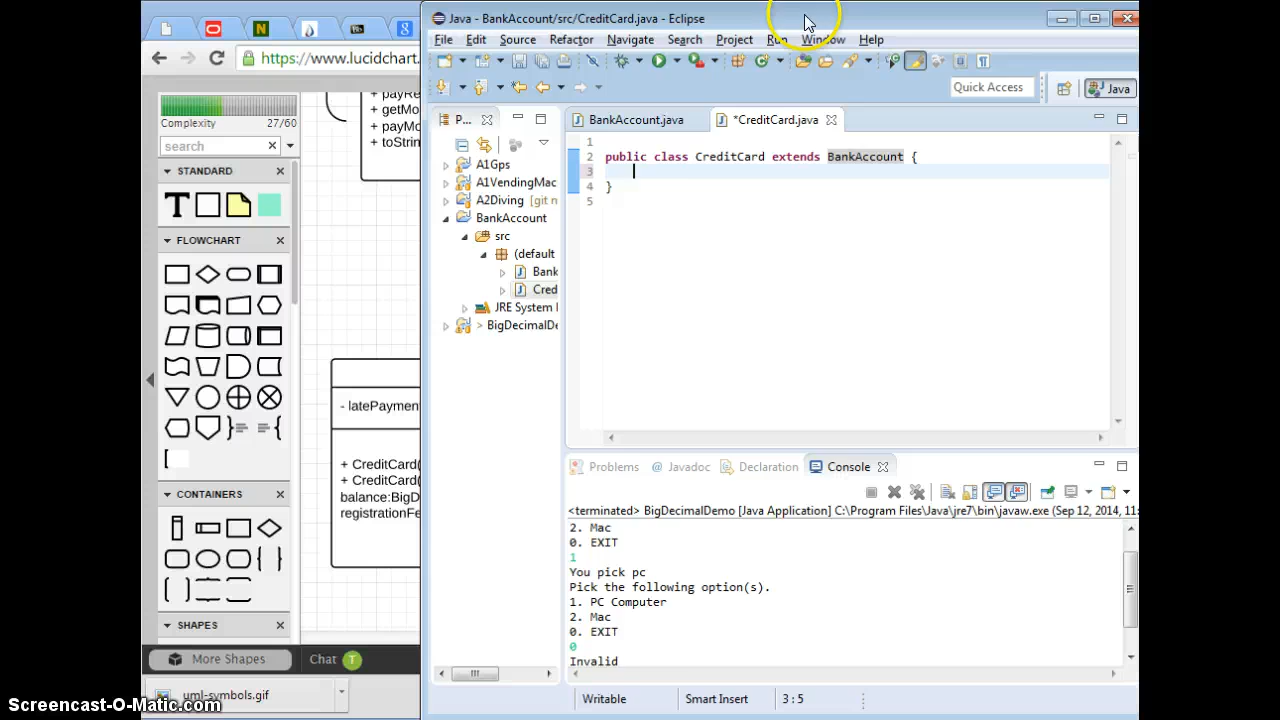 Java - BankAccount/src/CreditCard.java - Eclipse
https://www.lucidchart.
File Edit Source Refactor Navigate Search Project Run Window Help
Quick Access
Java
Complexity 27/60
search
STANDARD
T
FLOWCHART
CONTAINERS
SHAPES
More Shapes
Chat T
uml-symbols.gif
+ payRe
+ getMo
+ payMo
+ toStrin
- latePaymen
+ CreditCard(
+ CreditCard(
balance:BigD
registrationFe
P...
A1Gps
A1VendingMac
A2Diving [git n
BankAccount
src
(default
Bank
Cred
JRE System
> BigDecimalDe
BankAccount.java
*CreditCard.java
1
2 public class CreditCard extends BankAccount {
3
4 }
5
Problems @ Javadoc Declaration Console
<terminated> BigDecimalDemo [Java Application] C:\Program Files\Java\jre7\bin\javaw.exe (Sep 12, 2014, 11:
2. Mac
0. EXIT
1
You pick pc
Pick the following option(s).
1. PC Computer
2. Mac
0. EXIT
0
Invalid
Writable Smart Insert 3 : 5
Screencast-O-Matic.com